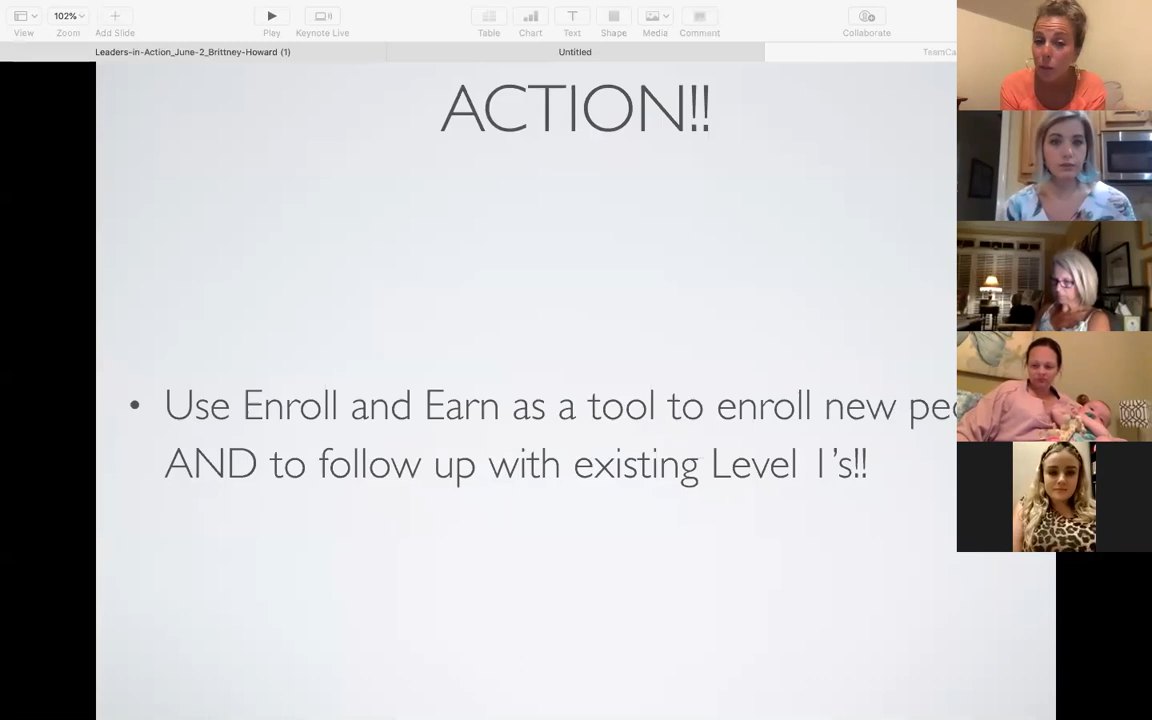 102%
View
Zoom
Add Slide
Play
Keynote Live
Table
Chart
Text
Shape
Media
Comment
Collaborate
Leaders-in-Action_June-2_Brittney-Howard (1)
Untitled
ACTION!!
• Use Enroll and Earn as a tool to enroll new
AND to follow up with existing Level 1's!!